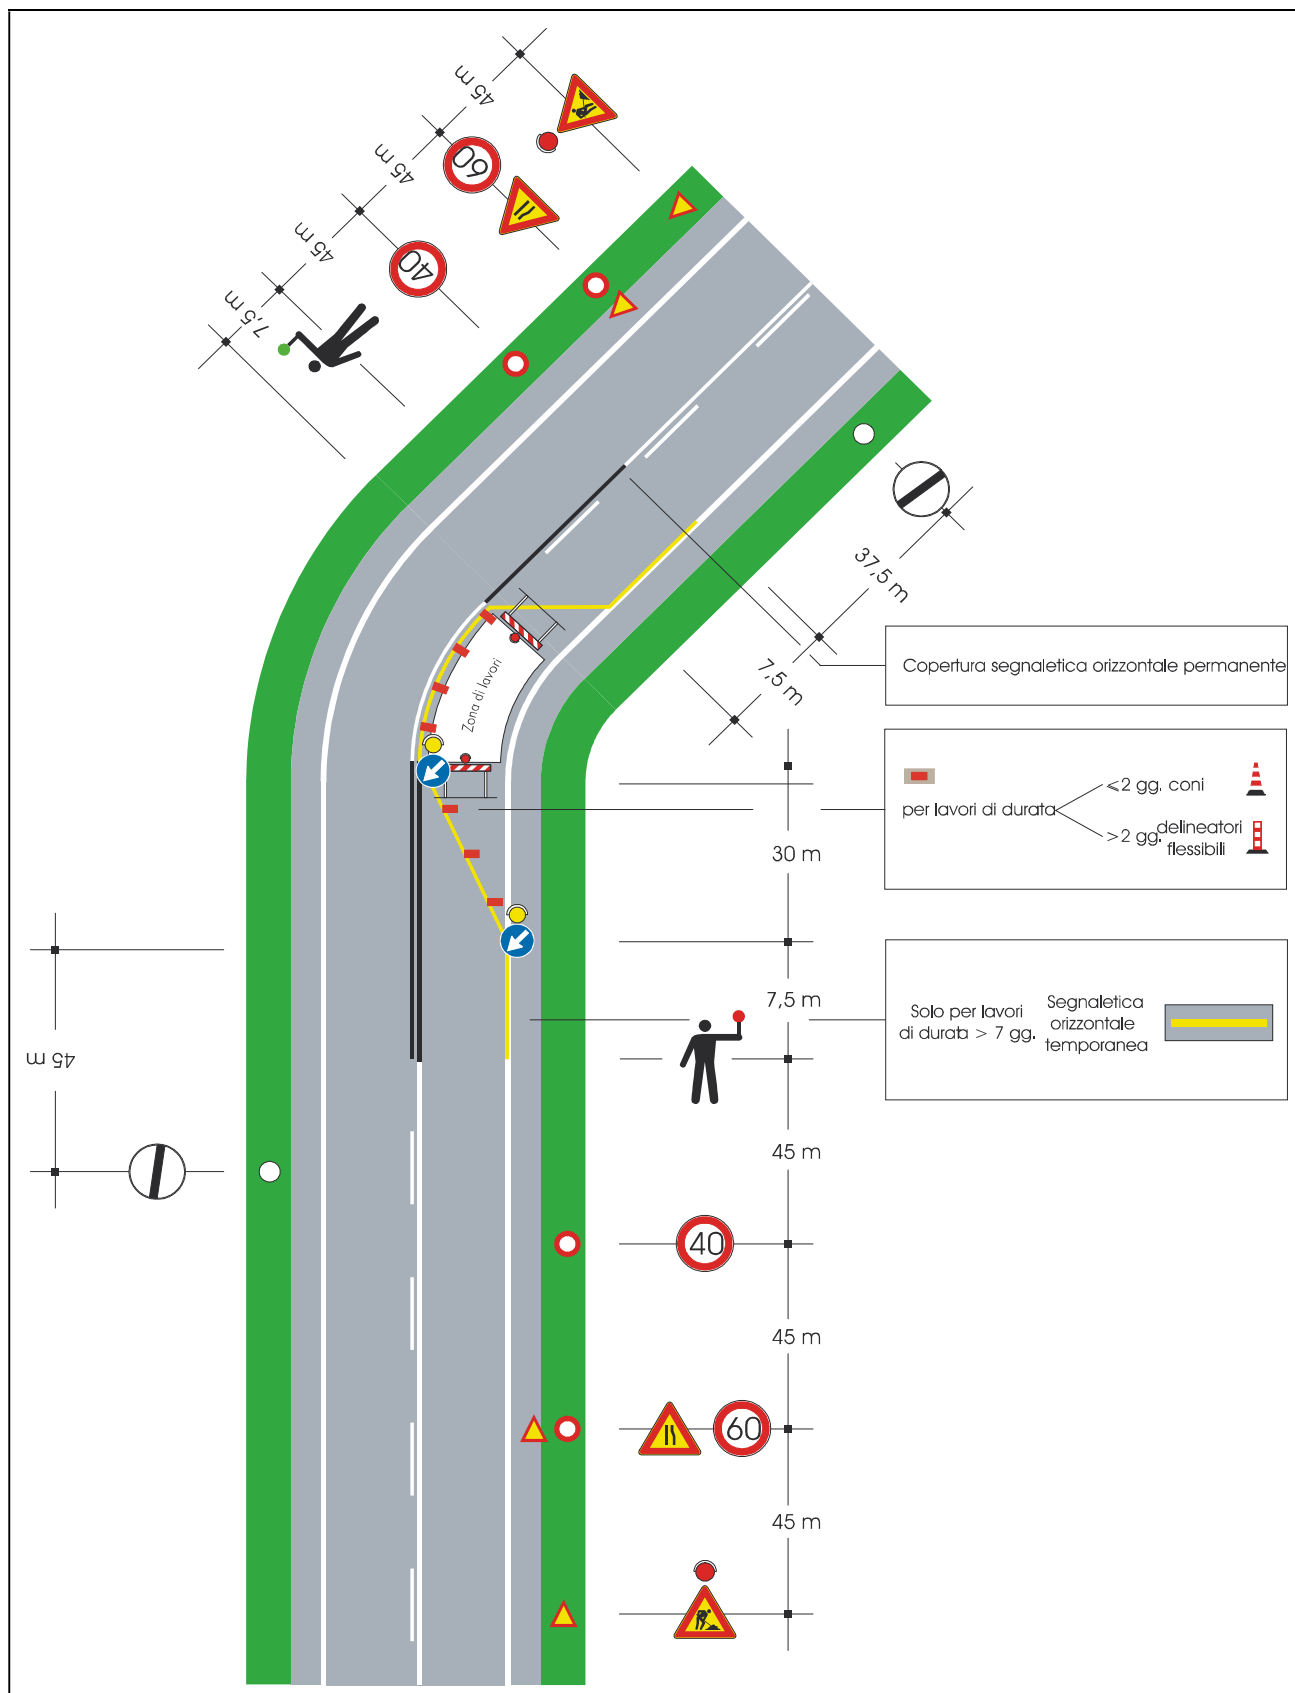 45 m
60
45 m
40
45 m
7,5 m
37,5 m
7,5 m
Copertura segnaletica orizzontale permanente
Zona di lavori
per lavori di durata
⩽2 gg. coni
>2 gg. delineatori
flessibili
30 m
7,5 m
Solo per lavori
di durata > 7 gg.
Segnaletica
orizzontale
temporanea
45 m
45 m
40
45 m
60
45 m